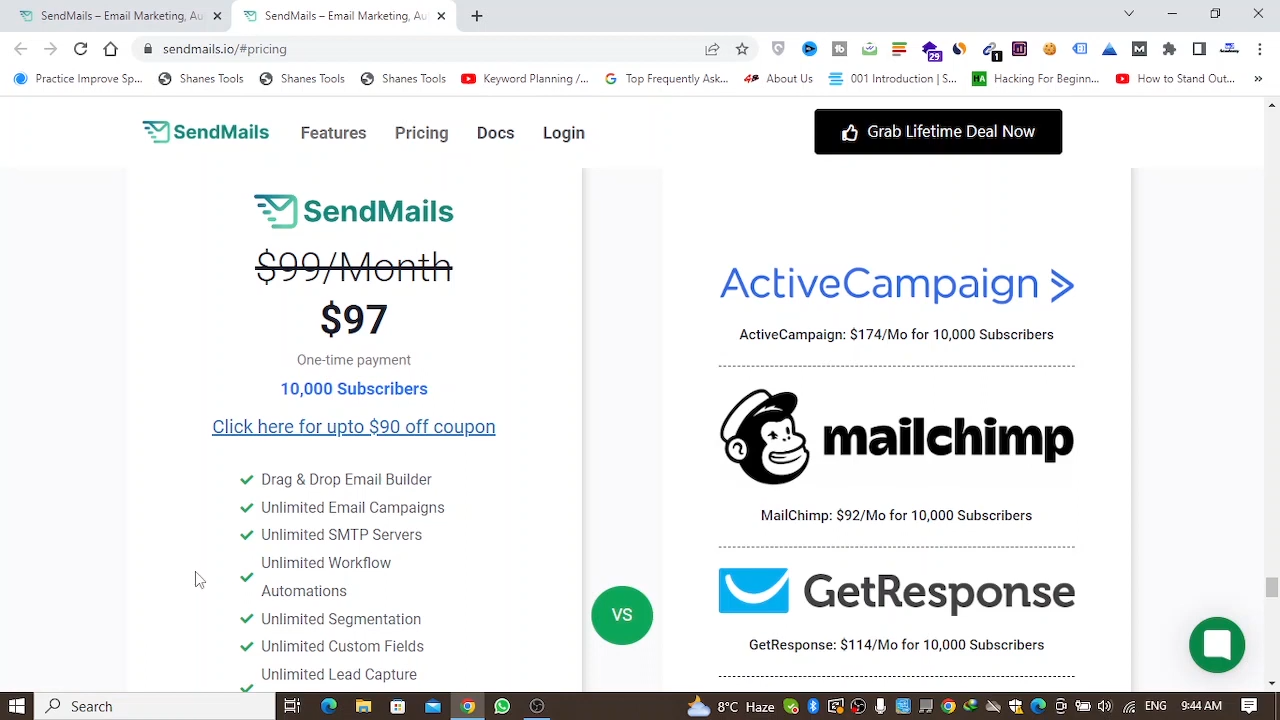 SendMails – Email Marketing, Au
SendMails – Email Marketing, Au
sendmails.io/#pricing
29
1
Practice Improve Sp...
Shanes Tools
Shanes Tools
Shanes Tools
Keyword Planning /...
Top Frequently Ask...
About Us
001 Introduction | S...
HA
Hacking For Beginn...
How to Stand Out...
»
SendMails
Features
Pricing
Docs
Login
Grab Lifetime Deal Now
SendMails
$99/Month
$97
One-time payment
10,000 Subscribers
Click here for upto $90 off coupon
Drag & Drop Email Builder
Unlimited Email Campaigns
Unlimited SMTP Servers
Unlimited Workflow
Automations
Unlimited Segmentation
Unlimited Custom Fields
Unlimited Lead Capture
VS
ActiveCampaign
ActiveCampaign: $174/Mo for 10,000 Subscribers
mailchimp
MailChimp: $92/Mo for 10,000 Subscribers
GetResponse
GetResponse: $114/Mo for 10,000 Subscribers
Search
8°C Haze
ENG
9:44 AM